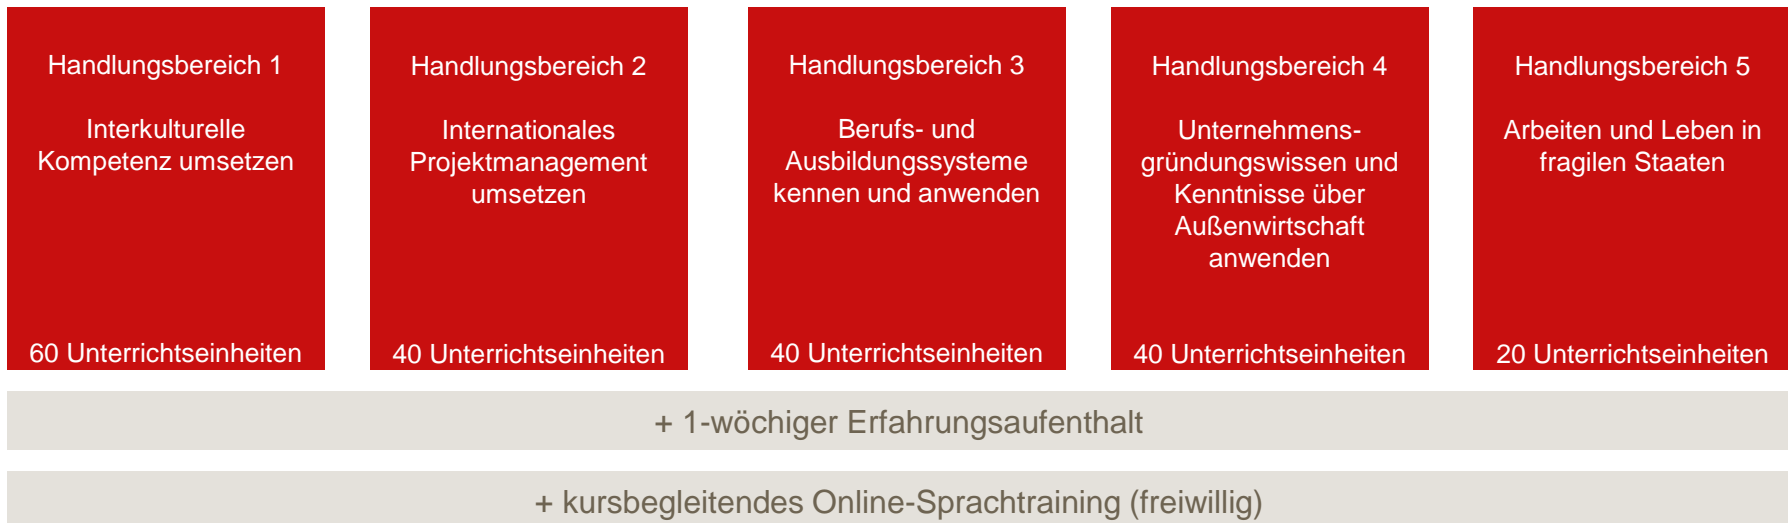 Handlungsbereich 1
Interkulturelle
Kompetenz umsetzen
60 Unterrichtseinheiten
Handlungsbereich 2
Internationales
Projektmanagement
umsetzen
40 Unterrichtseinheiten
Handlungsbereich 3
Berufs- und
Ausbildungssysteme
kennen und anwenden
40 Unterrichtseinheiten
Handlungsbereich 4
Unternehmens-
gründungswissen und
Kenntnisse über
Außenwirtschaft
anwenden
40 Unterrichtseinheiten
Handlungsbereich 5
Arbeiten und Leben in
fragilen Staaten
20 Unterrichtseinheiten
+ 1-wöchiger Erfahrungsaufenthalt
+ kursbegleitendes Online-Sprachtraining (freiwillig)